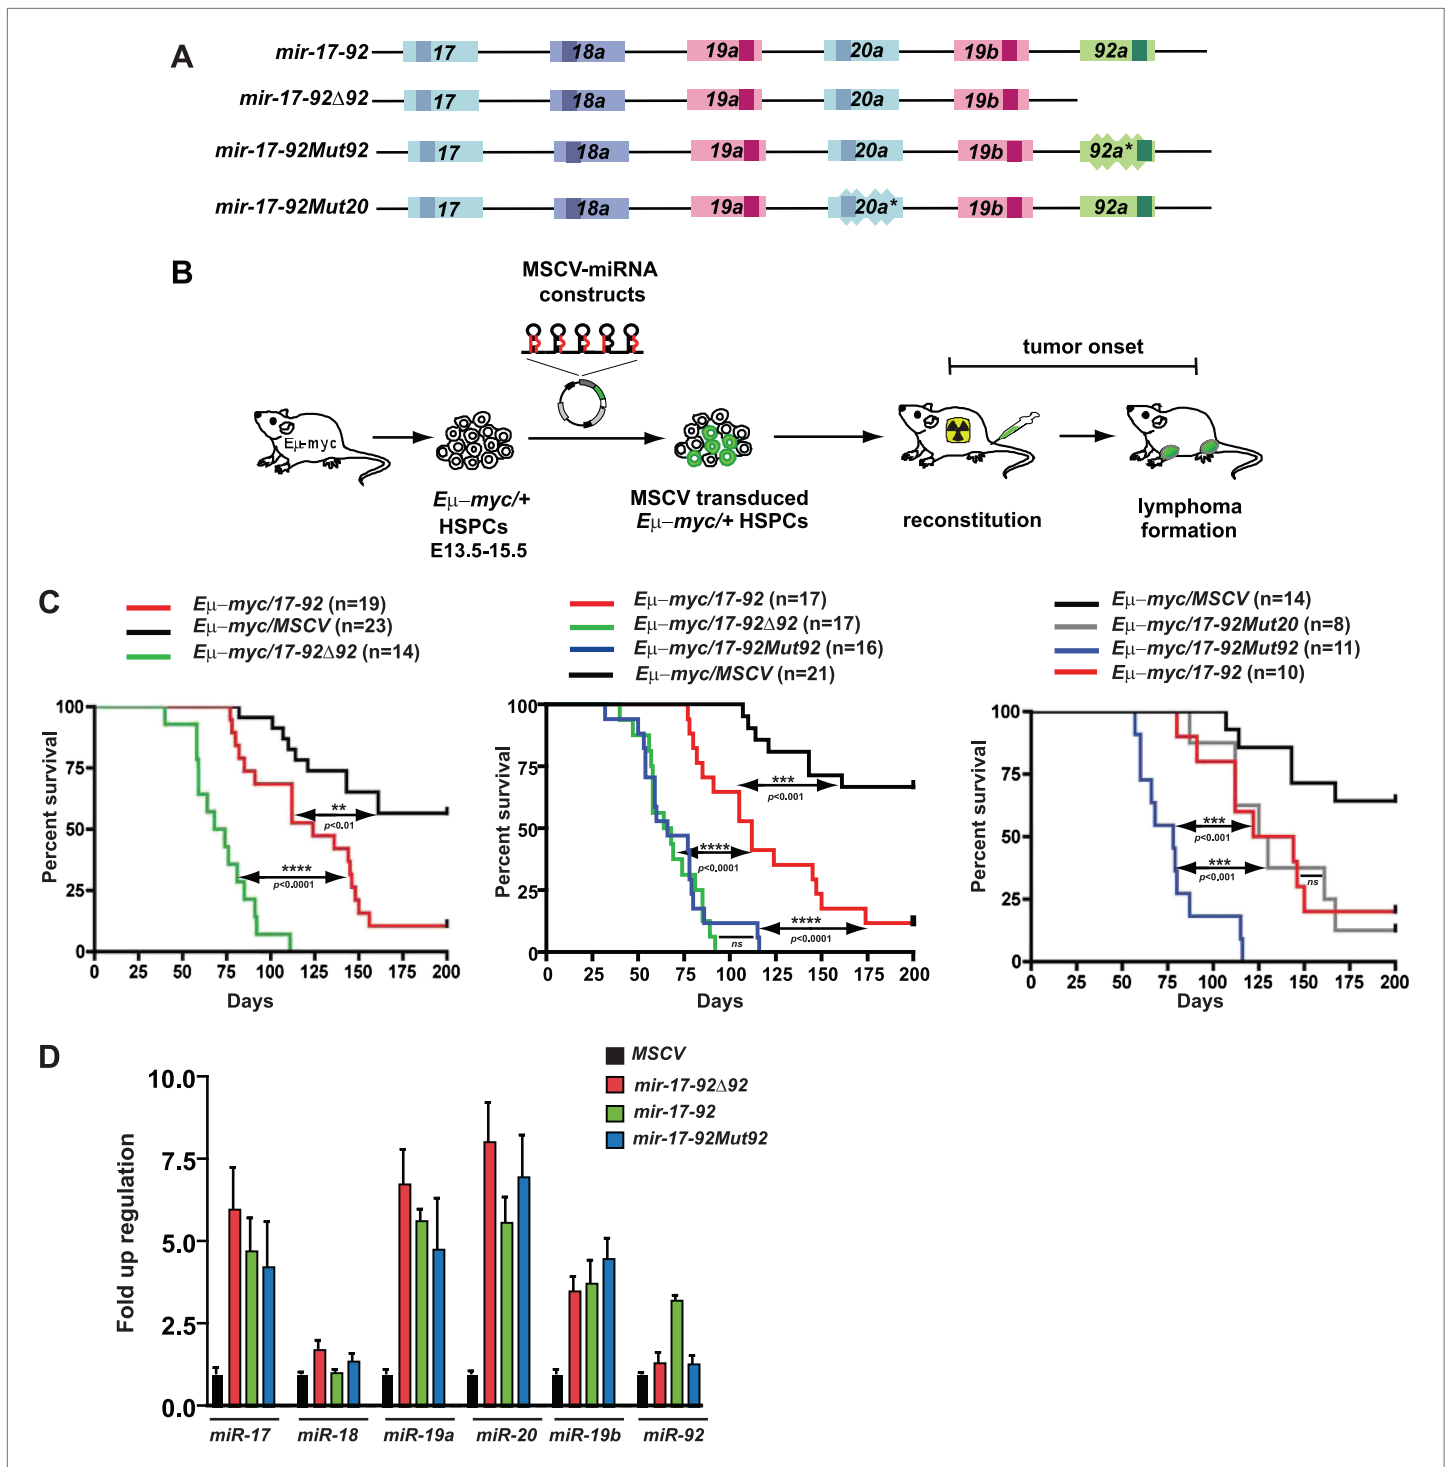 A
mir-17-92 17 18a 19a 20a 19b 92a
mir-17-92Δ92 17 18a 19a 20a 19b
mir-17-92Mut92 17 18a 19a 20a 19b 92a*
mir-17-92Mut20 17 18a 19a 20a* 19b 92a
B
MSCV-miRNA
constructs
tumor onset
Eμ-myc
Eμ-myc/+
HSPCs
E13.5-15.5
MSCV transduced
Eμ-myc/+ HSPCs
reconstitution
lymphoma
formation
C
Eμ-myc/17-92 (n=19)
Eμ-myc/MSCV (n=23)
Eμ-myc/17-92Δ92 (n=14)
Percent survival
100
75
50
25
0
**
p<0.01
****
p<0.0001
0 25 50 75 100 125 150 175 200
Days
Eμ-myc/17-92 (n=17)
Eμ-myc/17-92Δ92 (n=17)
Eμ-myc/17-92Mut92 (n=16)
Eμ-myc/MSCV (n=21)
Percent survival
100
75
50
25
0
***
p<0.001
****
p<0.0001
****
p<0.0001
ns
0 25 50 75 100 125 150 175 200
Days
Eμ-myc/MSCV (n=14)
Eμ-myc/17-92Mut20 (n=8)
Eμ-myc/17-92Mut92 (n=11)
Eμ-myc/17-92 (n=10)
Percent survival
100
75
50
25
0
***
p<0.001
***
p<0.001
ns
0 25 50 75 100 125 150 175 200
Days
D
MSCV
mir-17-92Δ92
mir-17-92
mir-17-92Mut92
Fold up regulation
10.0
7.5
5.0
2.5
0.0
miR-17 miR-18 miR-19a miR-20 miR-19b miR-92